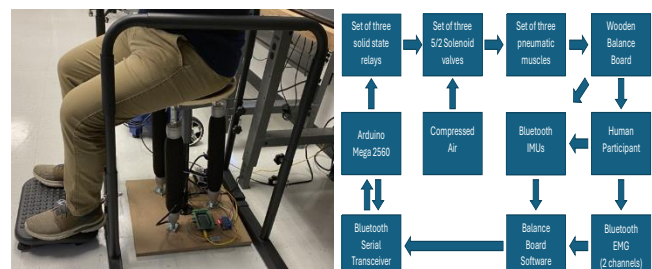 Set of three
solid state
relays
Set of three
5/2 Solenoid
valves
Set of three
pneumatic
muscles
Wooden
Balance
Board
Arduino
Mega 2560
Compressed
Air
Bluetooth
IMUs
Human
Participant
Bluetooth
Serial
Transceiver
Balance
Board
Software
Bluetooth
EMG
(2 channels)